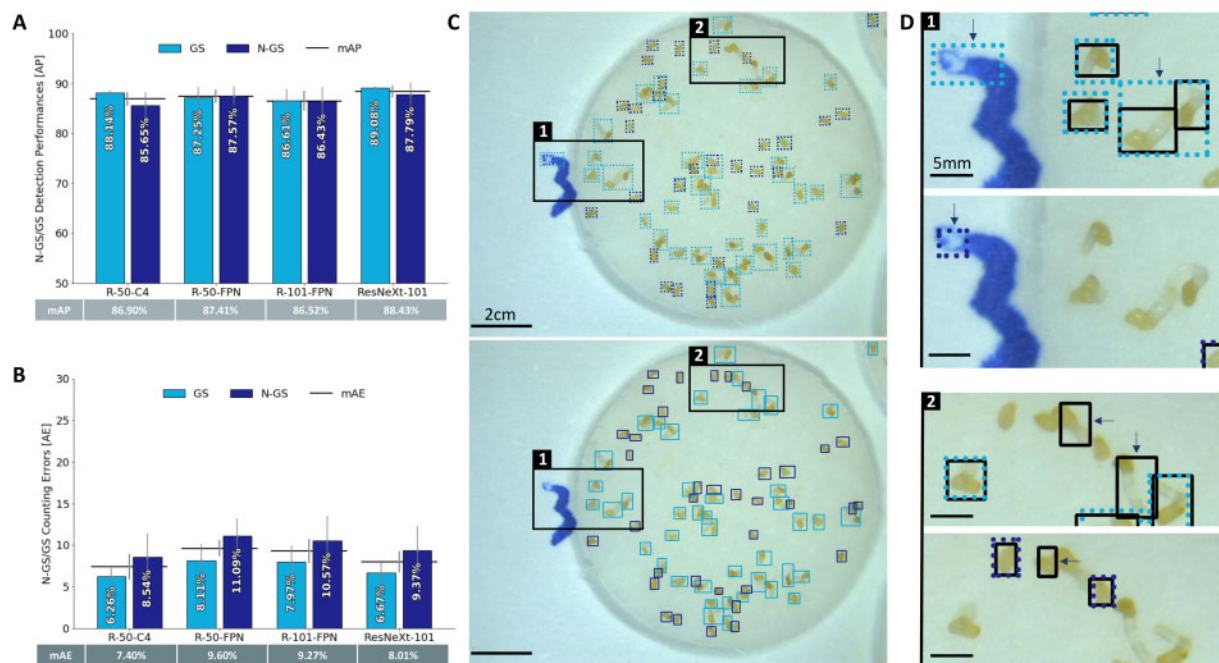 A
GS N-GS mAP
N-GS/GS Detection Performances [AP]
100
90
80
70
60
50
88.14% 85.65% 87.25% 87.57% 86.61% 86.43% 89.08% 87.79%
R-50-C4 R-50-FPN R-101-FPN ResNeXt-101
mAP 86.90% 87.41% 86.52% 88.43%
B
GS N-GS mAE
N-GS/GS Counting Errors [AE]
30
25
20
15
10
5
0
6.26% 8.54% 8.11% 11.09% 7.97% 10.57% 6.67% 9.37%
R-50-C4 R-50-FPN R-101-FPN ResNeXt-101
mAE 7.40% 9.60% 9.27% 8.01%
C
2
1
2cm
2
1
D
1
5mm
2